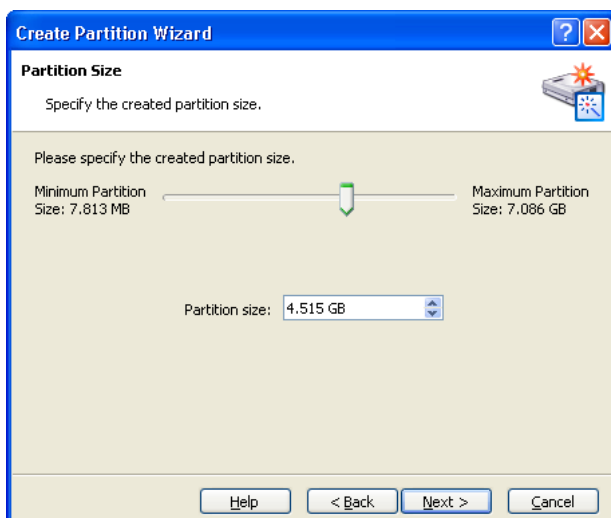 Create Partition Wizard
?
Partition Size
Specify the created partition size.
Please specify the created partition size.
Minimum Partition
Size: 7.813 MB
Maximum Partition
Size: 7.086 GB
Partition size: 4.515 GB
Help < Back Next > Cancel